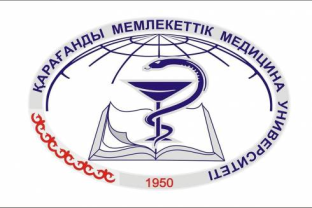 ҚАРАҒАНДЫ МЕМЛЕКЕТТІК МЕДИЦИНА УНИВЕРСИТЕТІ
1950